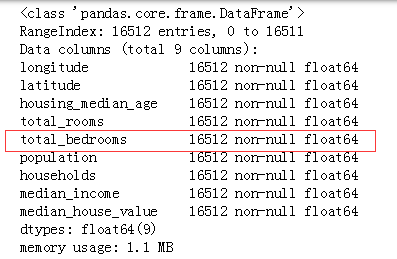 <class 'pandas.core.frame.DataFrame'>
RangeIndex: 16512 entries, 0 to 16511
Data columns (total 9 columns):
longitude 16512 non-null float64
latitude 16512 non-null float64
housing_median_age 16512 non-null float64
total_rooms 16512 non-null float64
total_bedrooms 16512 non-null float64
population 16512 non-null float64
households 16512 non-null float64
median_income 16512 non-null float64
median_house_value 16512 non-null float64
dtypes: float64(9)
memory usage: 1.1 MB